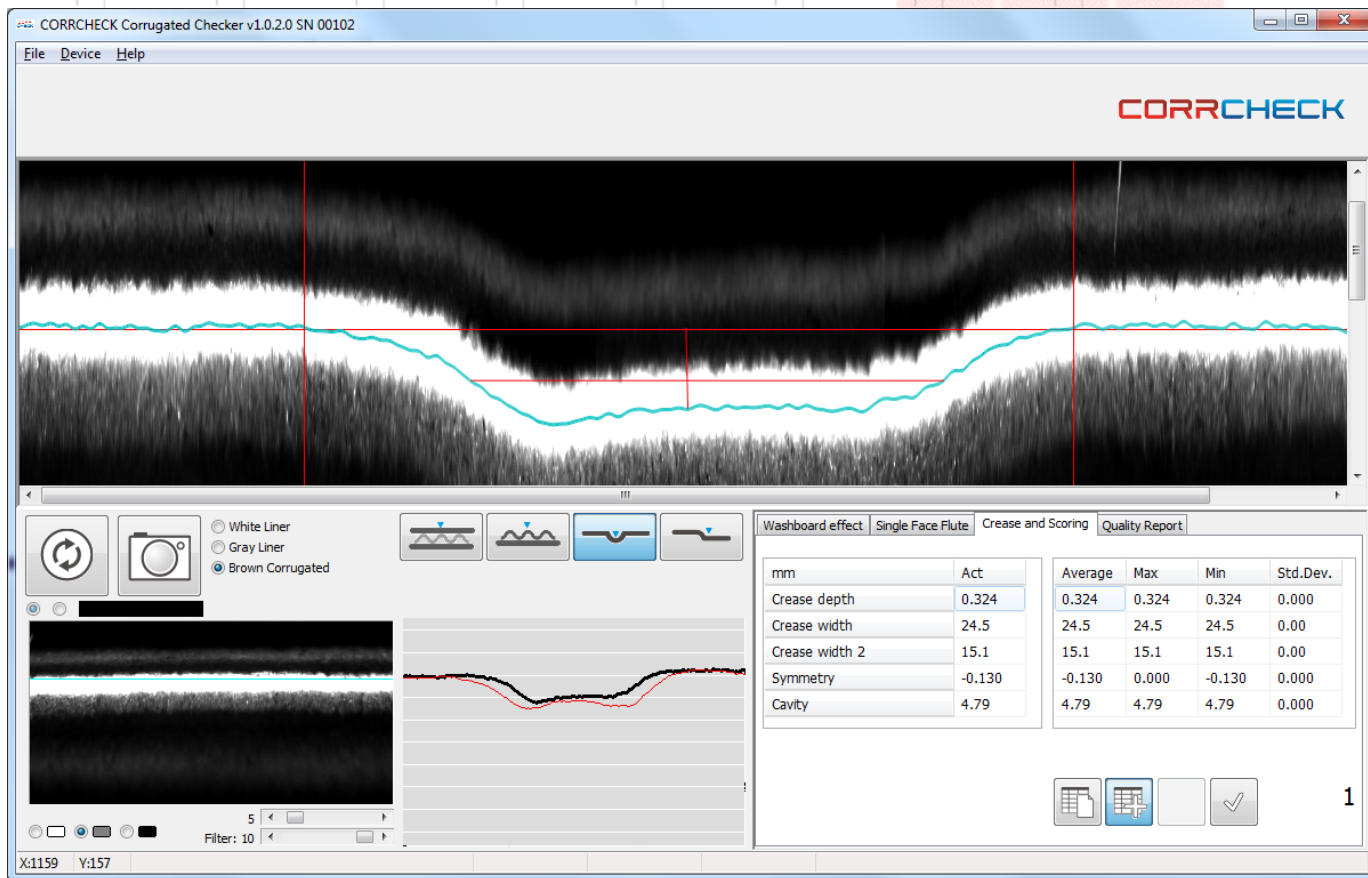 CORRCHECK Corrugated Checker v1.0.2.0 SN 00102
File Device Help
CORRCHECK
White Liner
Gray Liner
Brown Corrugated
Washboard effect Single Face Flute Crease and Scoring Quality Report
mm Act Average Max Min Std.Dev.
Crease depth 0.324 0.324 0.324 0.324 0.000
Crease width 24.5 24.5 24.5 24.5 0.00
Crease width 2 15.1 15.1 15.1 15.1 0.00
Symmetry -0.130 -0.130 0.000 -0.130 0.000
Cavity 4.79 4.79 4.79 4.79 0.000
1
5
Filter: 10
X:1159 Y:157